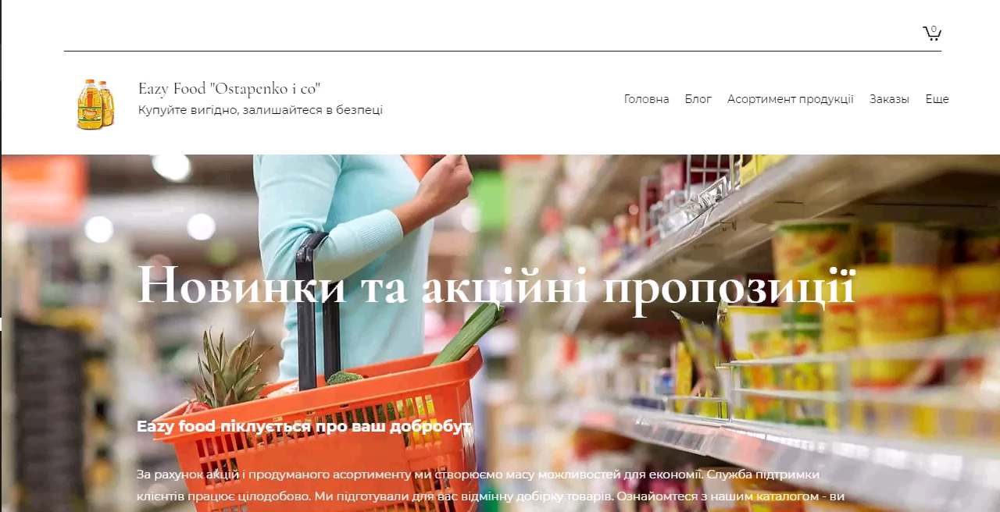 0
Eazy Food "Ostapenko і со"
Купуйте вигідно, залишайтеся в безпеці
Головна Блог Асортимент продукції Заказы Еще
Новинки та акційні пропозиції
Eazy food піклується про ваш добробут
За рахунок акцій і продуманого асортименту ми створюємо масу можливостей для економії. Служба підтримки
клієнтів працює цілодобово. Ми підготували для вас відмінну добірку товарів. Ознайомтеся з нашим каталогом - ви